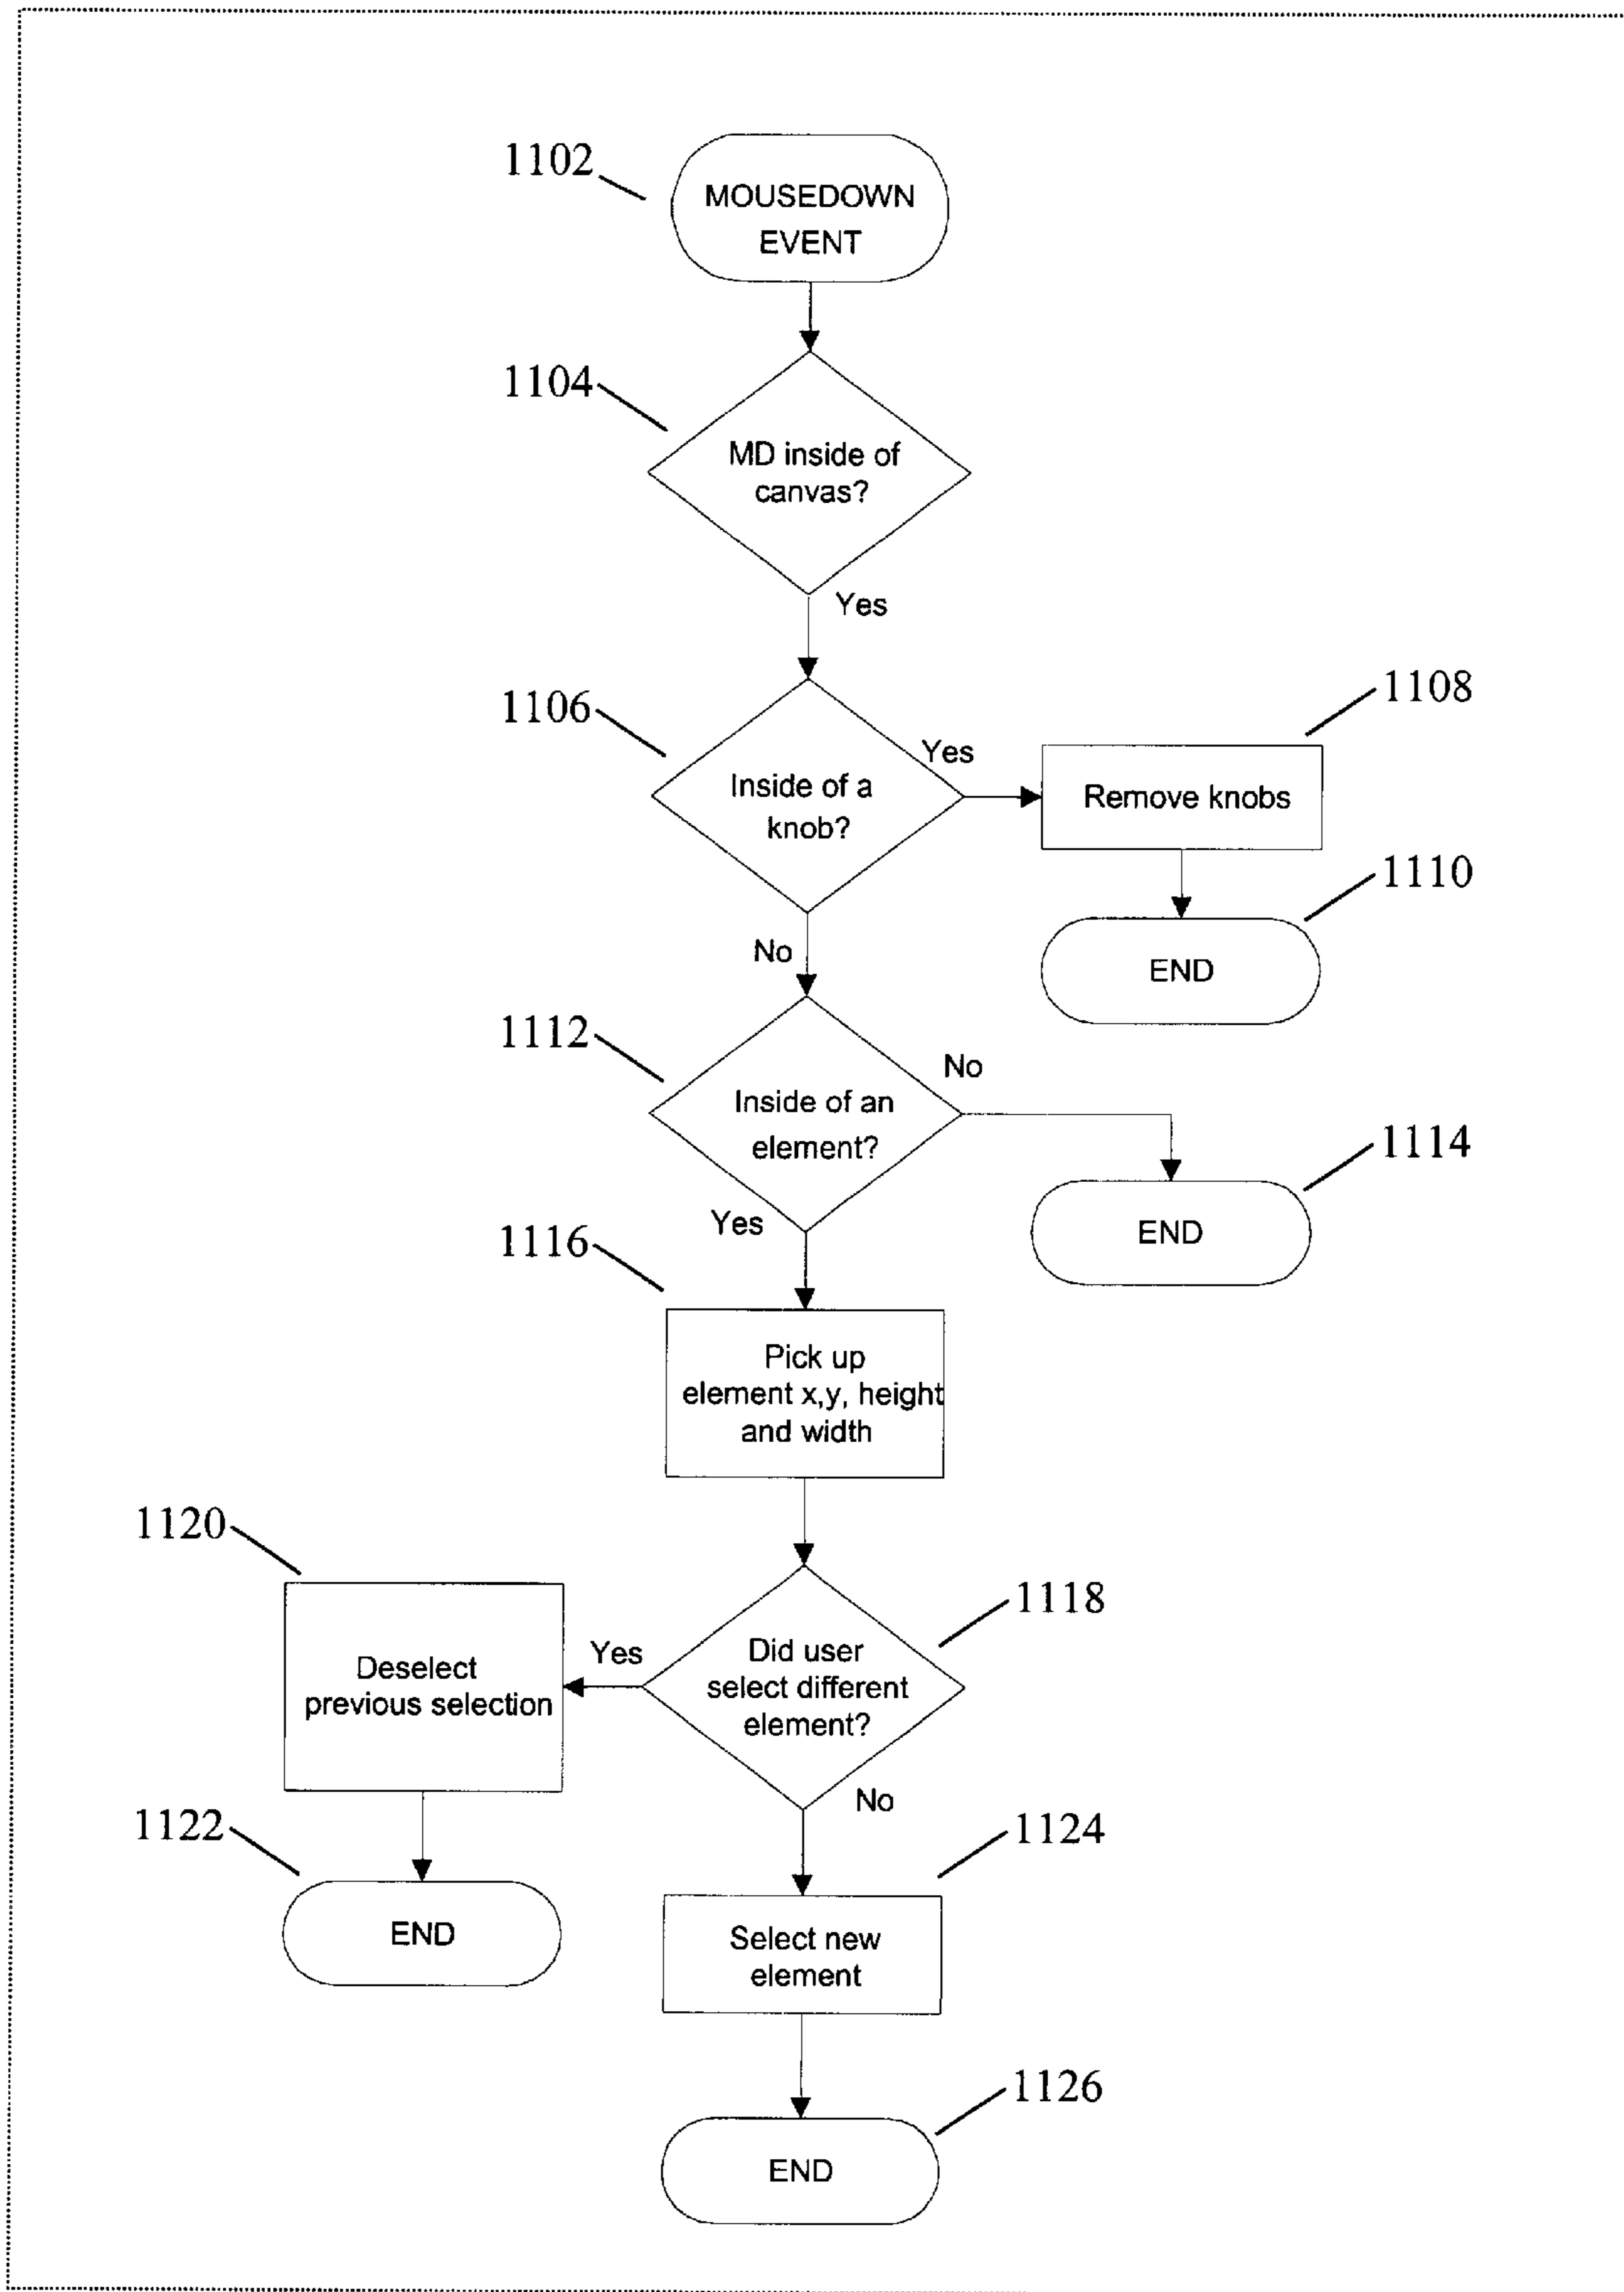 1102
MOUSEDOWN
EVENT
1104
MD inside of
canvas?
Yes
1106
Inside of a
knob?
Yes
1108
Remove knobs
1110
END
No
1112
Inside of an
element?
No
1114
END
Yes
1116
Pick up
element x,y, height
and width
1118
Did user
select different
element?
Yes
1120
Deselect
previous selection
1122
END
No
1124
Select new
element
1126
END